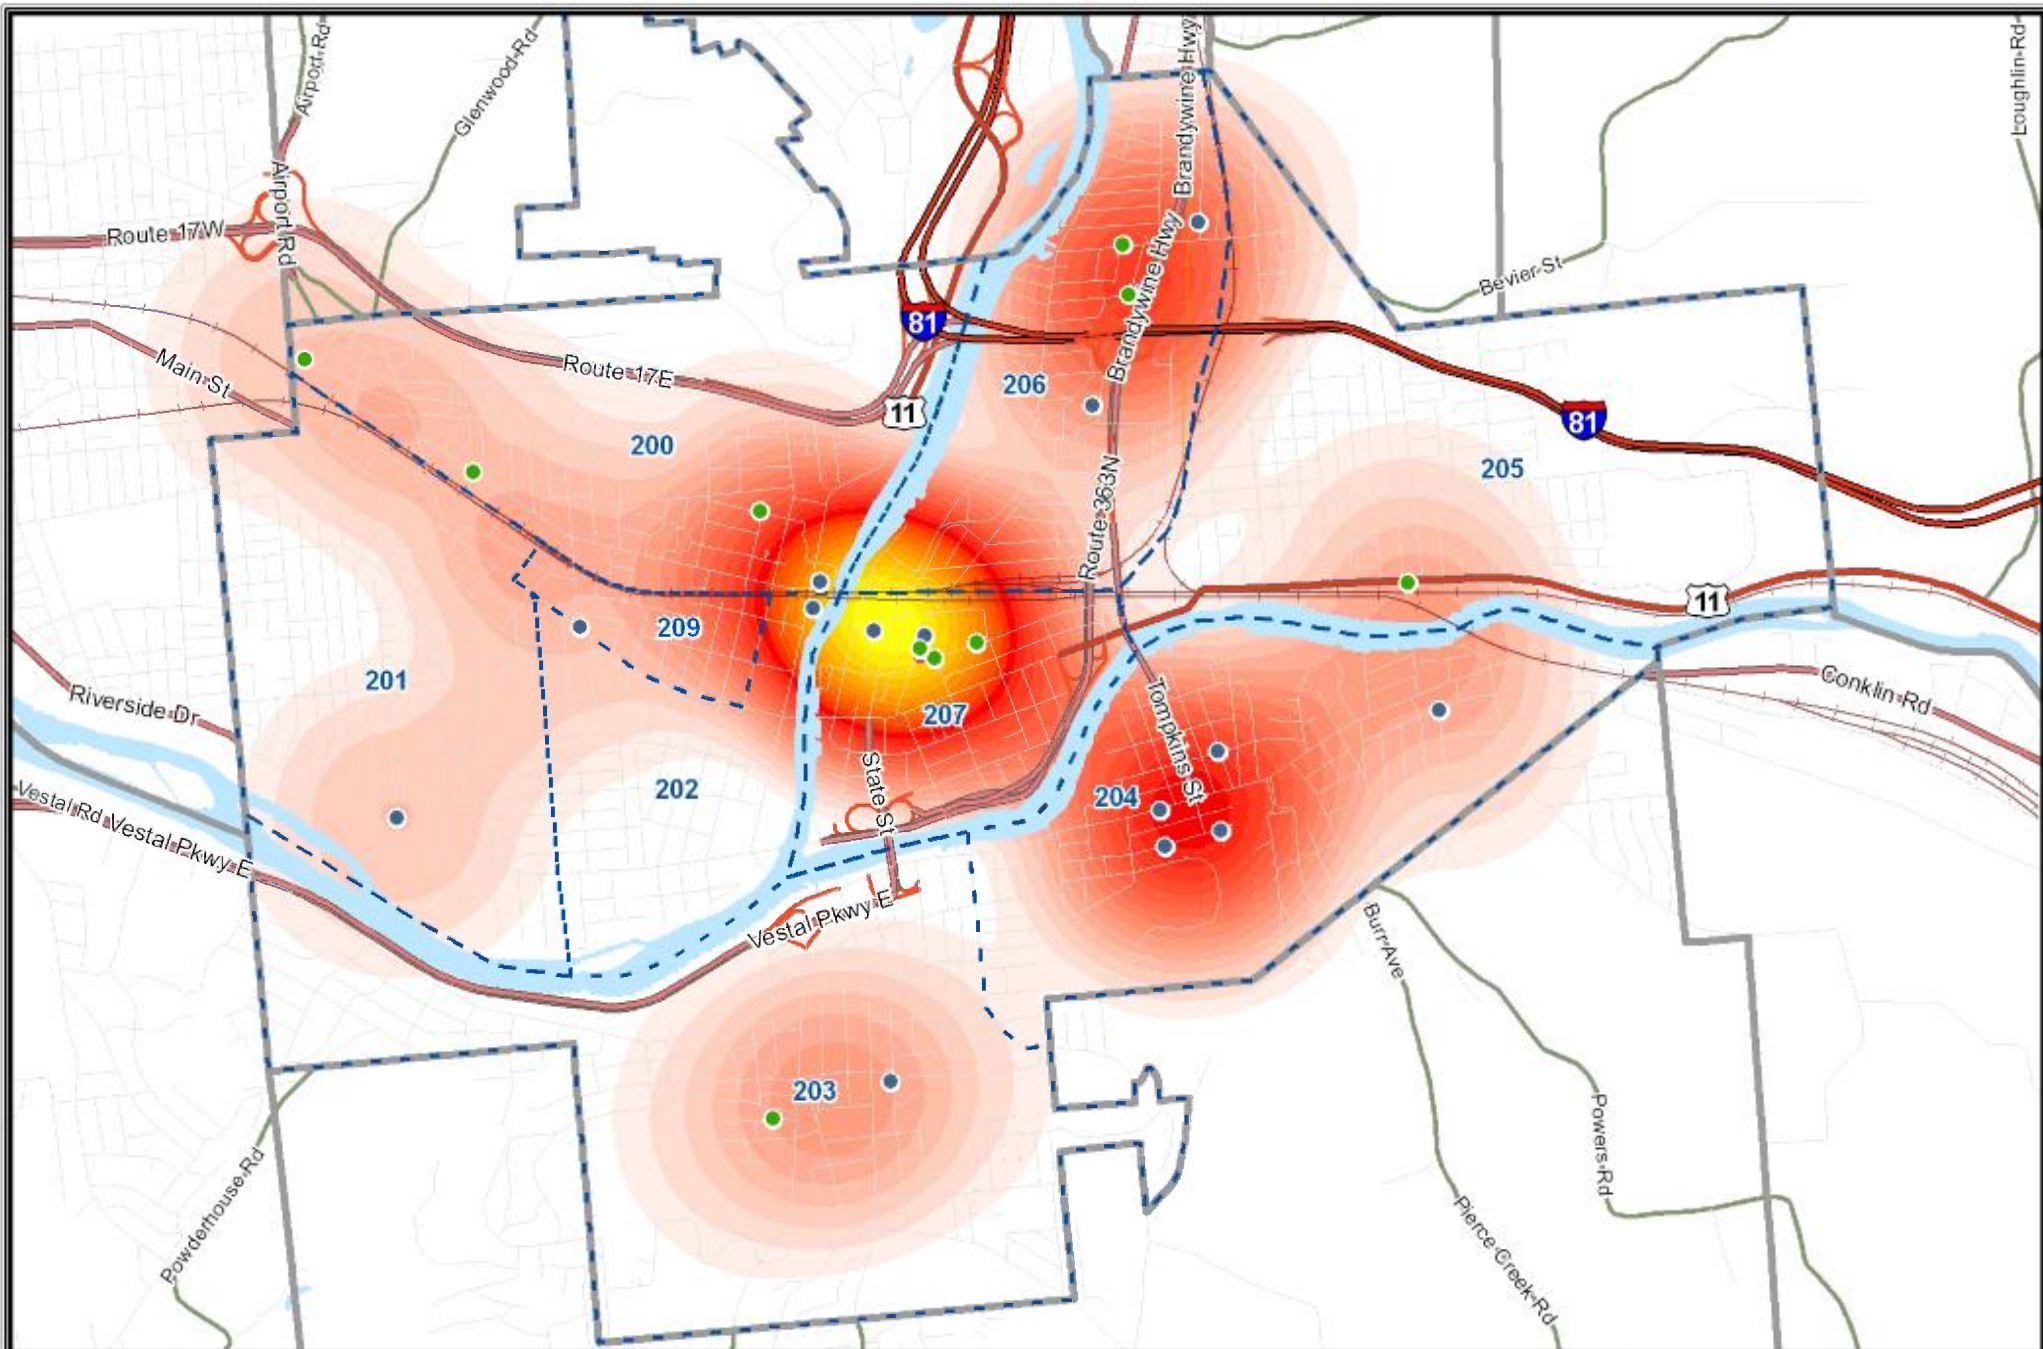 Airport Rd
Glenwood Rd
Brandywine Hwy
Loughlin Rd
Route 17W
Airport Rd
Brandywine Hwy
Bevier St
81
Main St
Route 17E
11
206
81
200
205
Route 363N
209
11
201
Riverside Dr
207
Tompkins St
Conklin Rd
202
State St
204
Vestal Rd
Vestal Pkwy E
Vestal Pkwy E
Burr Ave
203
Powers Rd
Powderhouse Rd
Pierce Creek Rd